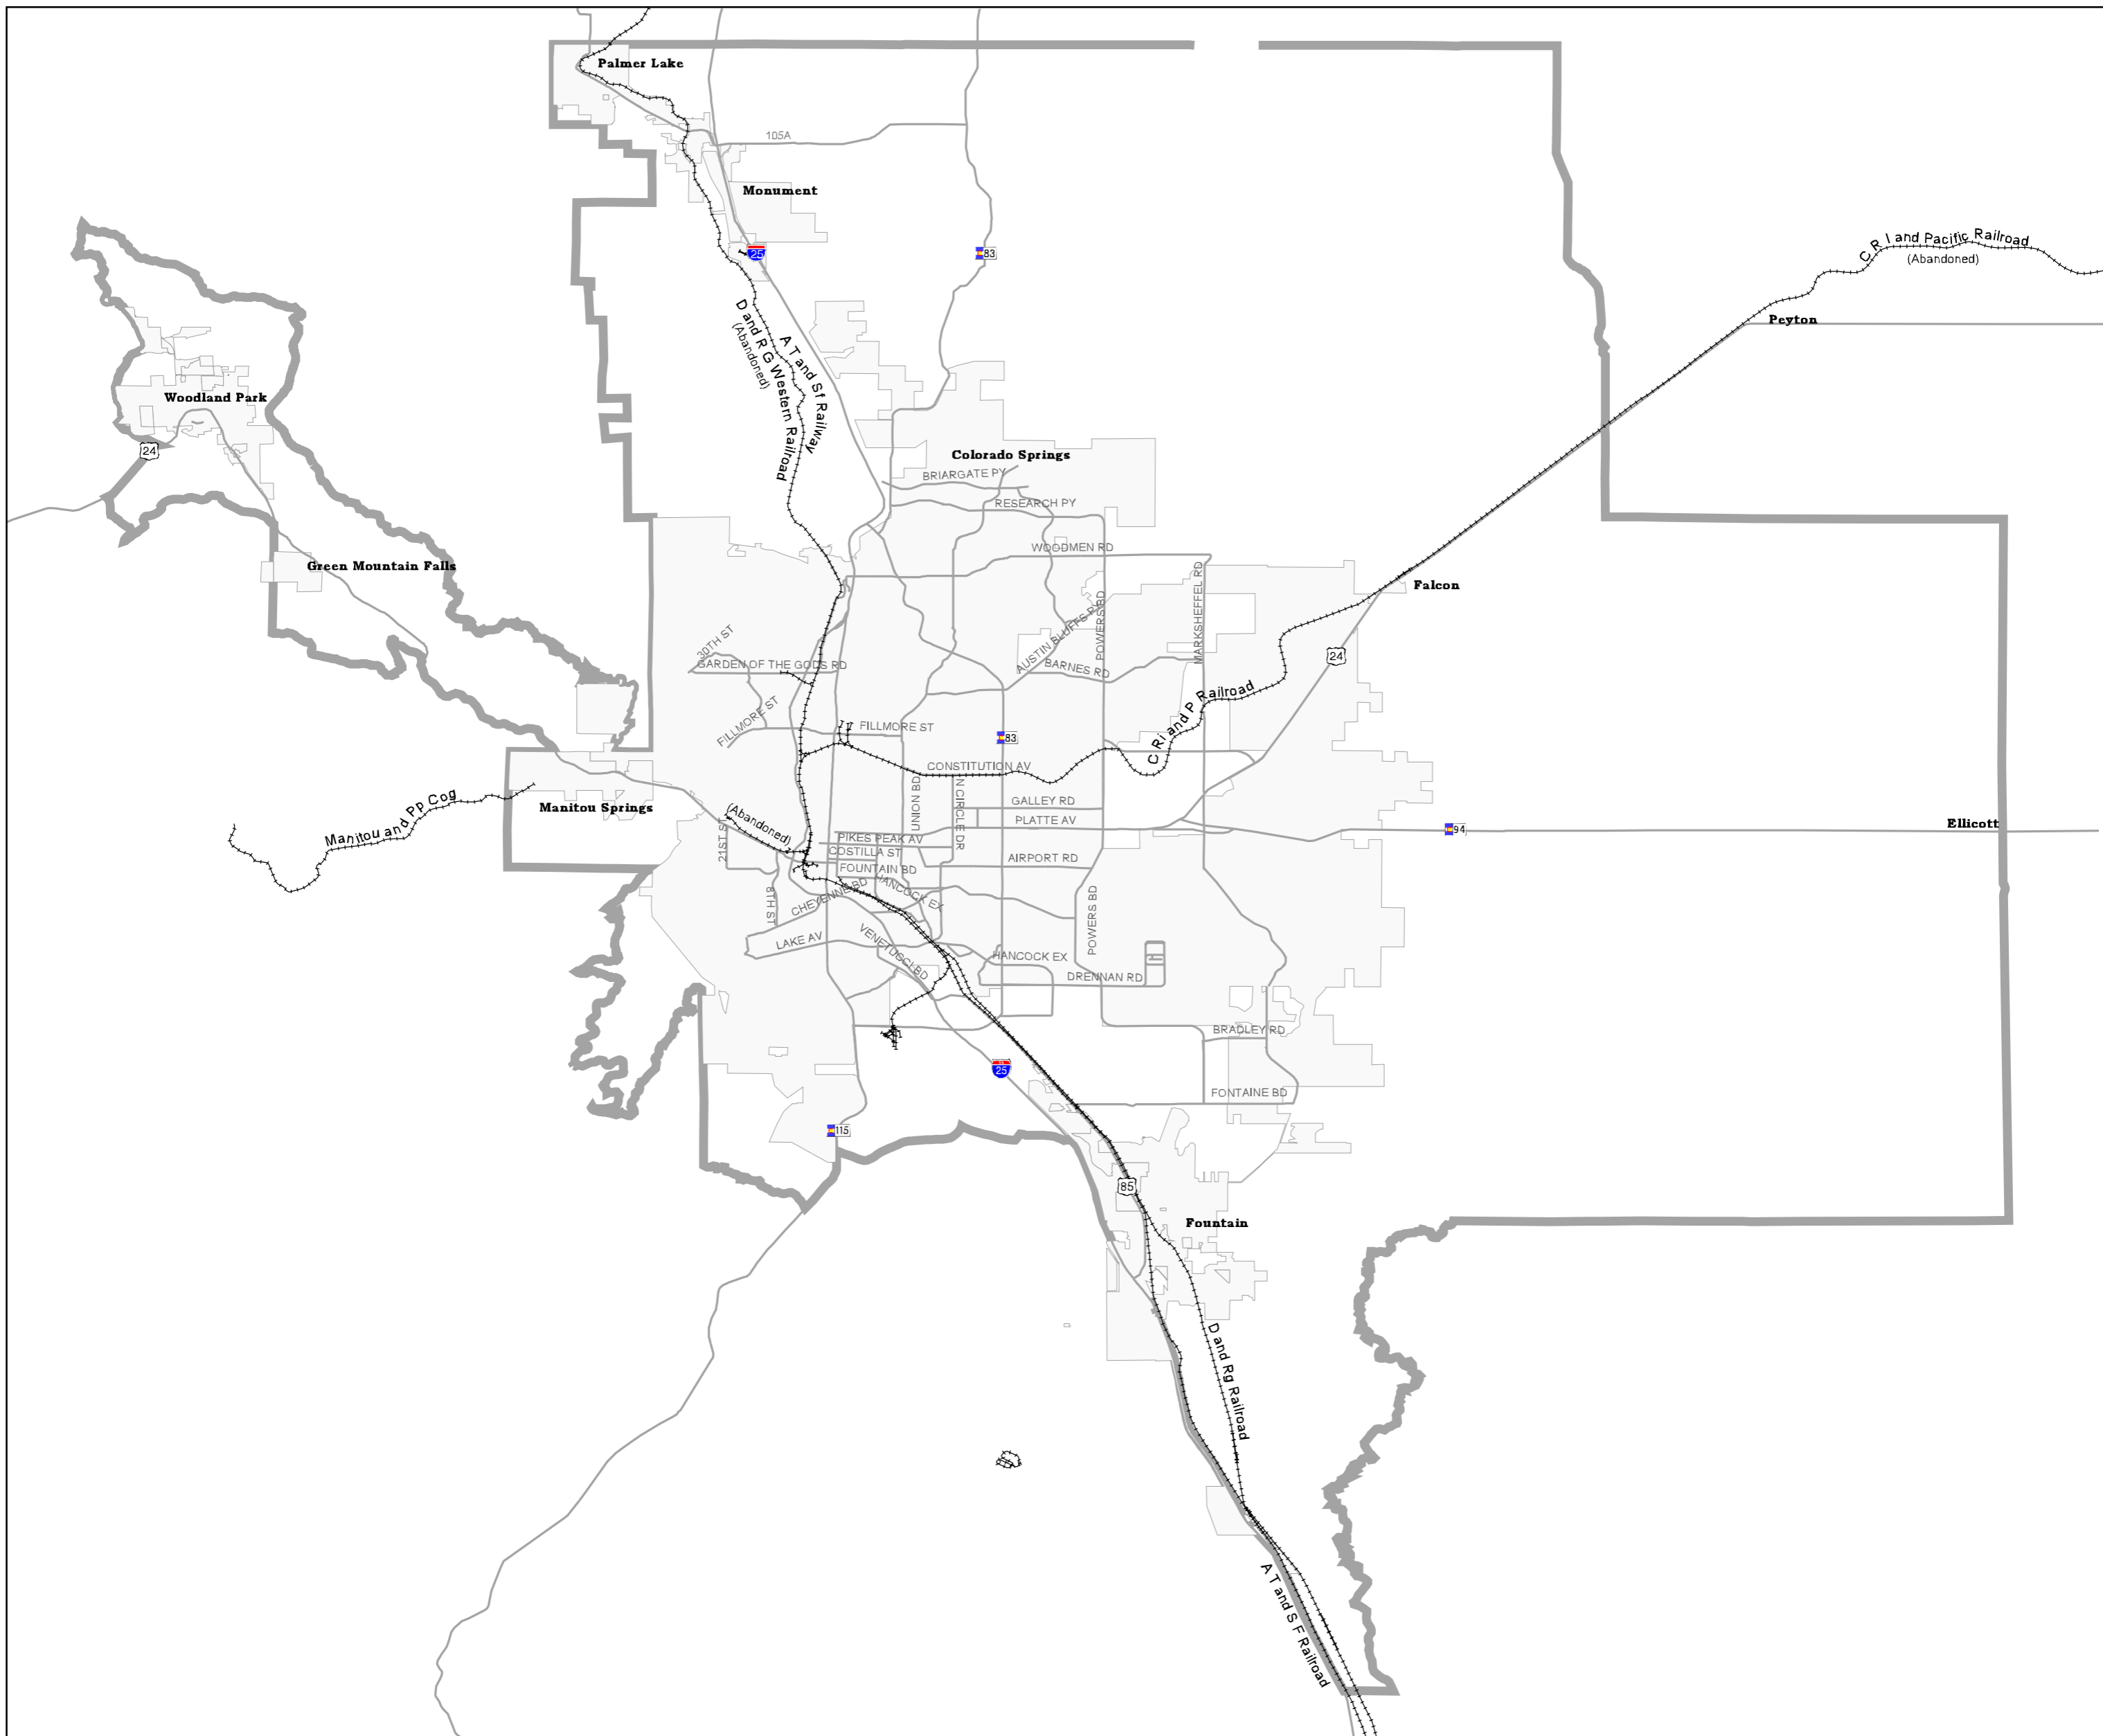 Palmer Lake
105A
Monument
25
83
C R I and Pacific Railroad
(Abandoned)
Peyton
D and R G Western Railroad
(Abandoned)
A T and Sf Railway
Woodland Park
24
Colorado Springs
BRIARGATE PY
RESEARCH PY
WOODMEN RD
Green Mountain Falls
Falcon
MARKSHEFFEL RD
POWERS BD
30TH ST
GARDEN OF THE GODS RD
BARNES RD
24
C Ri and P Railroad
FILLMORE ST
FILLMORE ST
83
CONSTITUTION AV
Manitou and Pp Cog
Manitou Springs
(Abandoned)
21ST ST
UNION BD
N CIRCLE DR
GALLEY RD
PLATTE AV
94
Ellicott
PIKES PEAK AV
COSTILLA ST
AIRPORT RD
FOUNTAIN BD
HANCOCK EX
8TH ST
CHEYENNE BD
POWERS BD
LAKE AV
VENETUCCI BD
HANCOCK EX
DRENNAN RD
BRADLEY RD
25
FONTAINE BD
115
85
Fountain
D and Rg Railroad
A T and S F Railroad